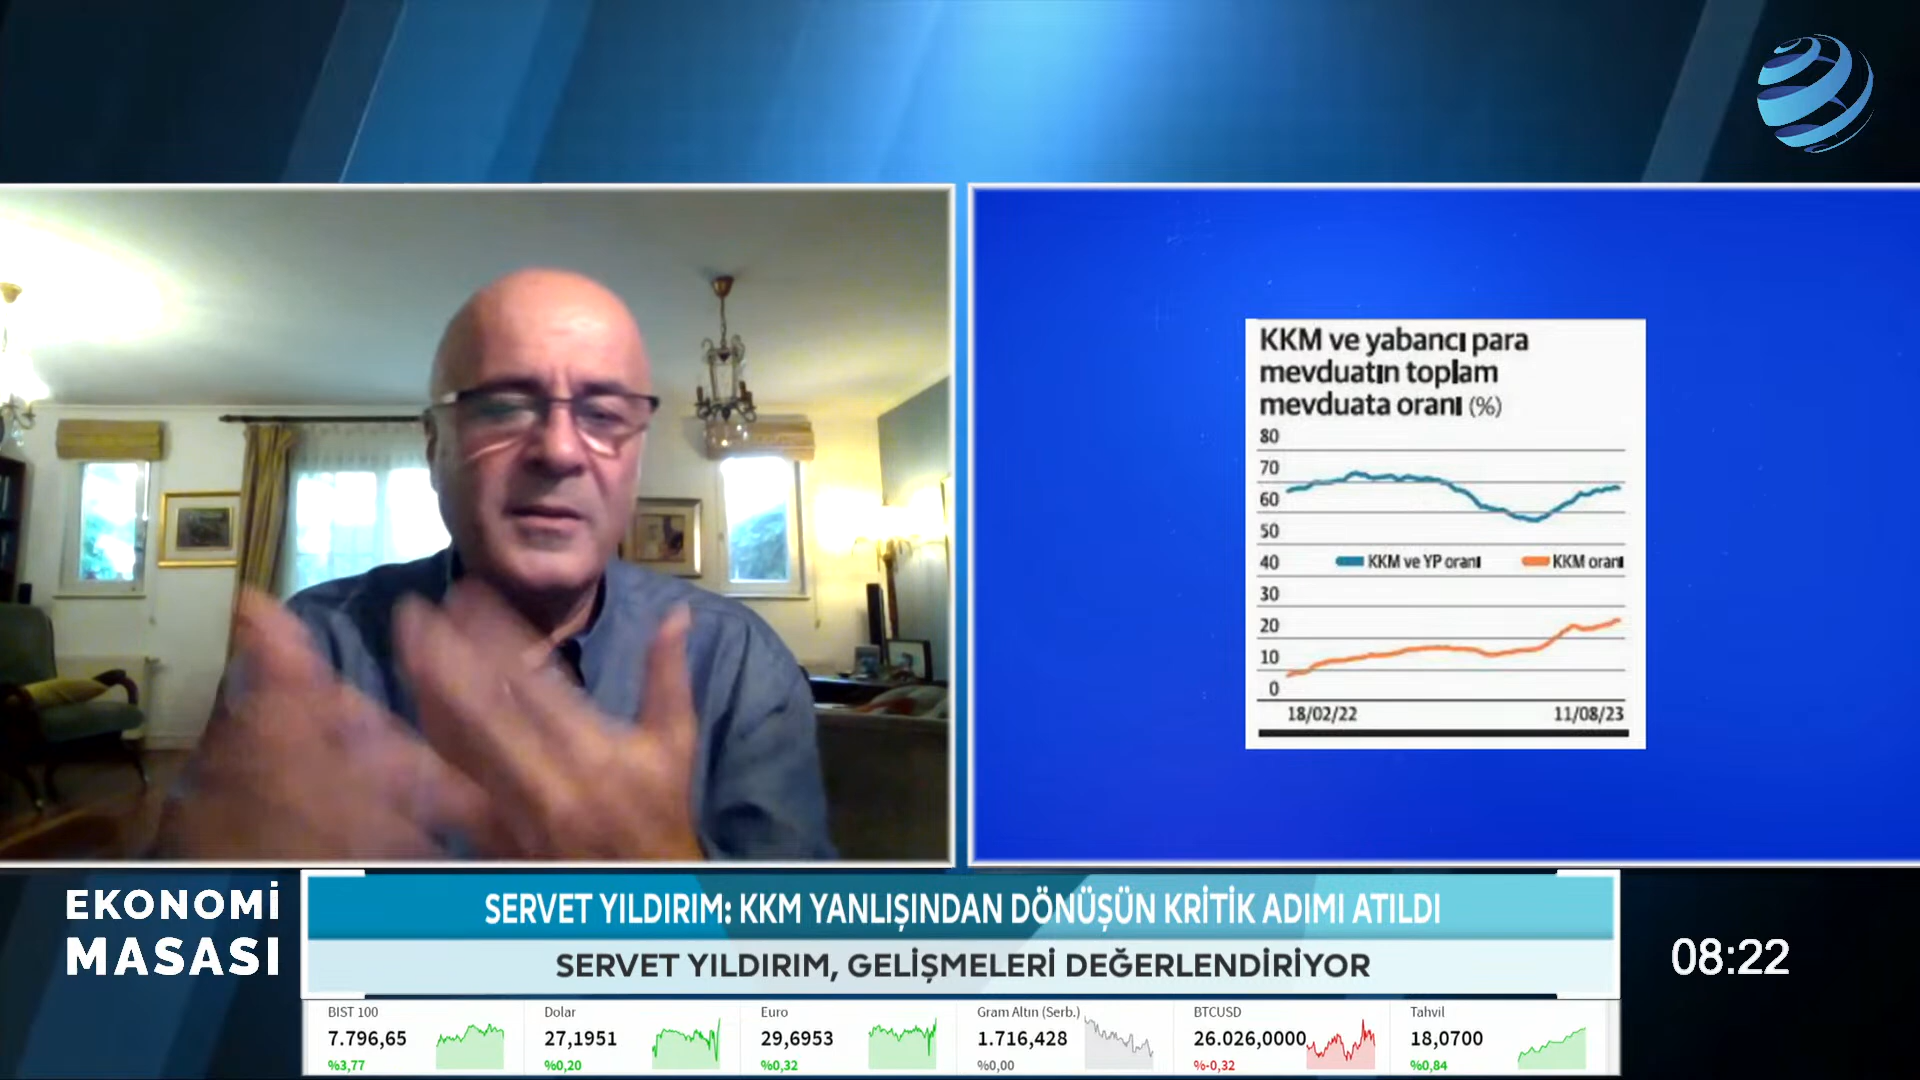 KKM ve yabancı para
mevduatın toplam
mevduata oranı (%)
80
70
60
50
40
30
20
10
0
KKM ve YP oranı
KKM oranı
18/02/22
11/08/23
EKONOMİ
MASASI
SERVET YILDIRIM: KKM YANLIŞINDAN DÖNÜŞÜN KRİTİK ADIMI ATILDI
SERVET YILDIRIM, GELİŞMELERİ DEĞERLENDİRİYOR
08:22
BIST 100
7.796,65
%3,77
Dolar
27,1951
%0,20
Euro
29,6953
%0,32
Gram Altın (Serb.)
1.716,428
%0,00
BTCUSD
26.026,0000
%-0,32
Tahvil
18,0700
%0,84